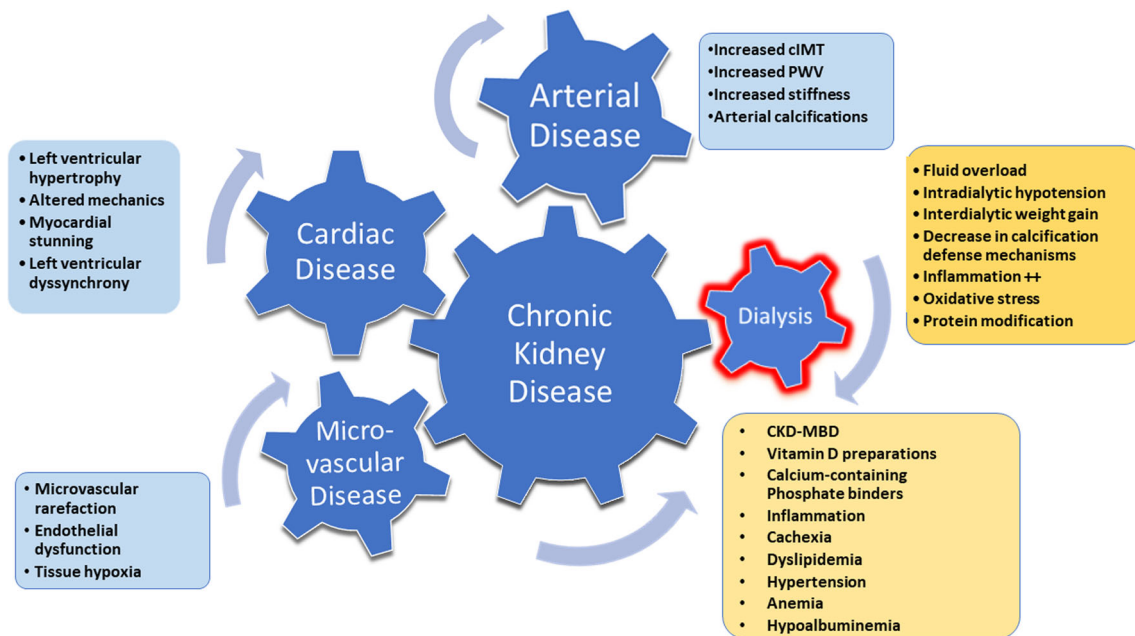 Arterial
Disease
•Increased cIMT
•Increased PWV
•Increased stiffness
•Arterial calcifications
• Left ventricular
hypertrophy
• Altered mechanics
• Myocardial
stunning
• Left ventricular
dyssynchrony
Cardiac
Disease
• Fluid overload
• Intradialytic hypotension
• Interdialytic weight gain
• Decrease in calcification
defense mechanisms
• Inflammation ++
• Oxidative stress
• Protein modification
Chronic
Kidney
Disease
Dialysis
Micro-
vascular
Disease
• Microvascular
rarefaction
• Endothelial
dysfunction
• Tissue hypoxia
• CKD-MBD
• Vitamin D preparations
• Calcium-containing
Phosphate binders
• Inflammation
• Cachexia
• Dyslipidemia
• Hypertension
• Anemia
• Hypoalbuminemia